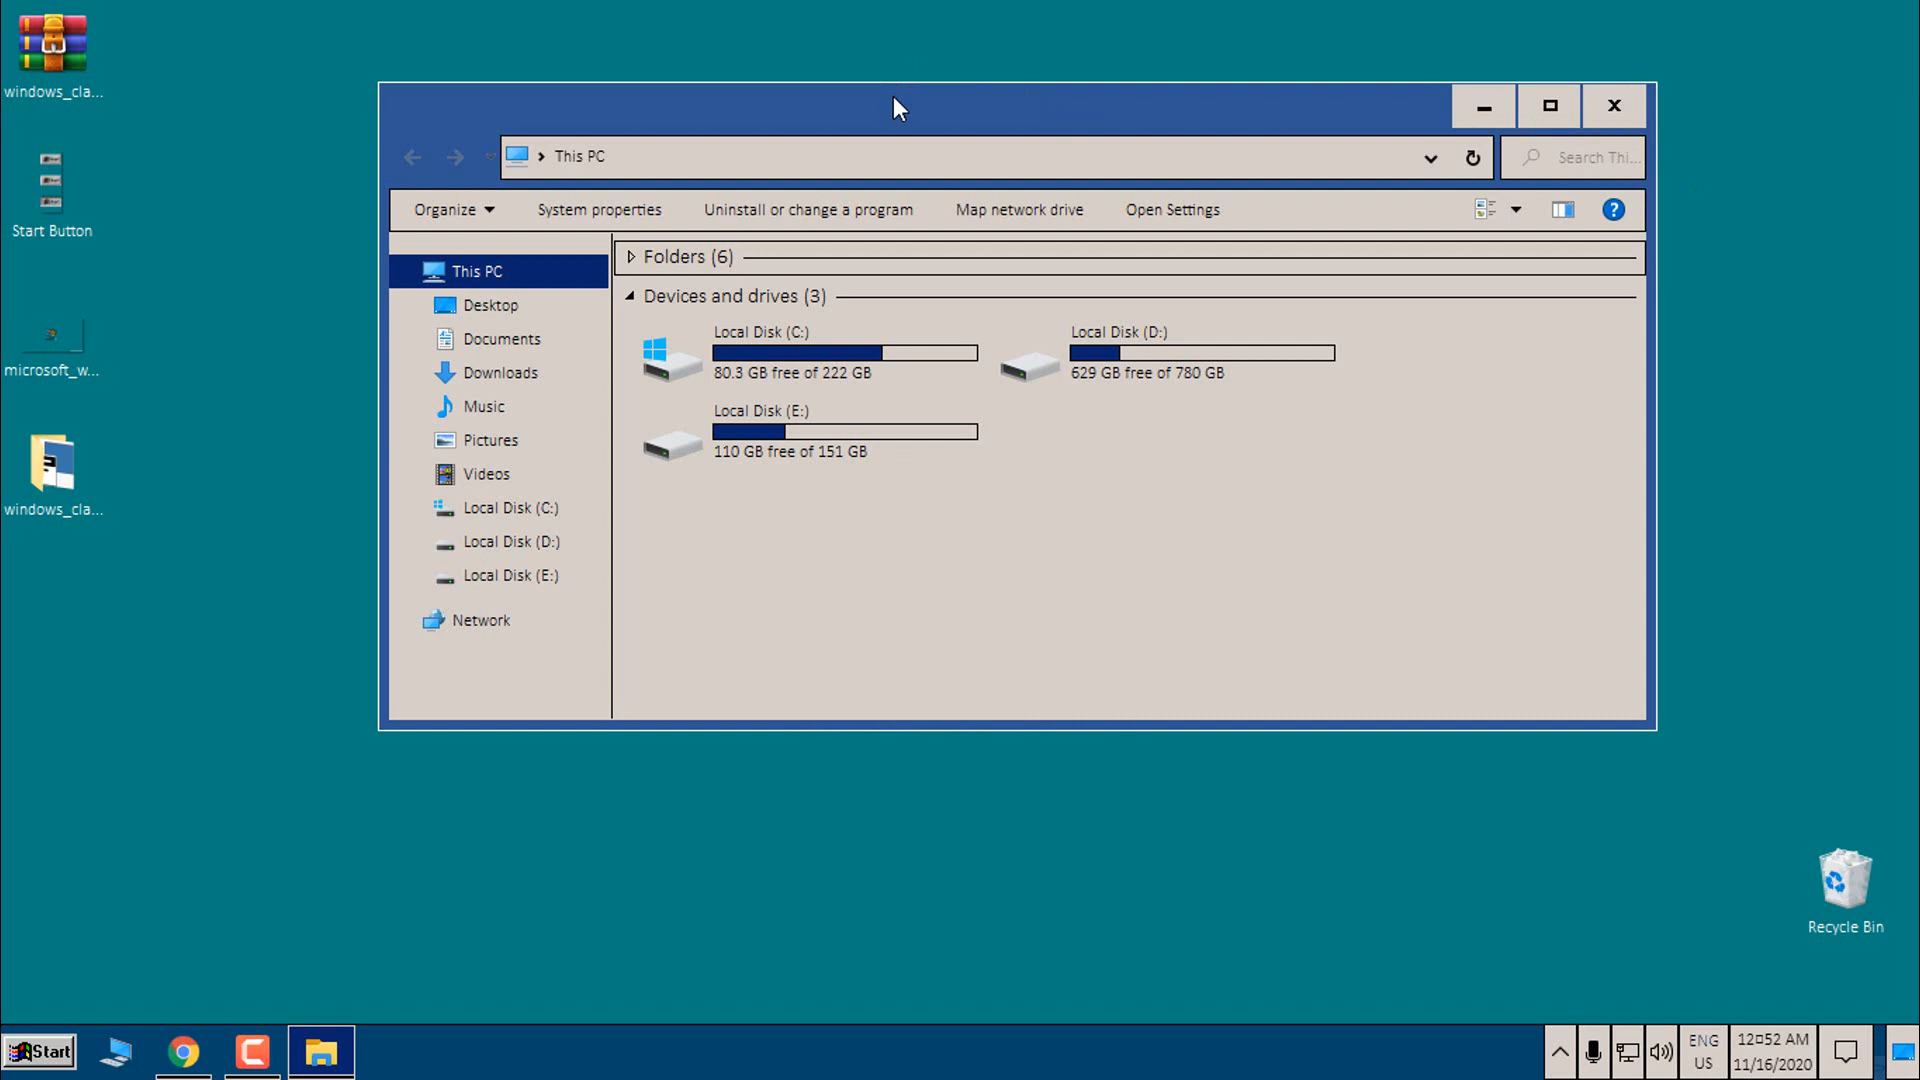 windows_cla...
Start Button
microsoft_w...
windows_cla...
This PC
Search Thi...
Organize
System properties
Uninstall or change a program
Map network drive
Open Settings
?
This PC
Desktop
Documents
Downloads
Music
Pictures
Videos
Local Disk (C:)
Local Disk (D:)
Local Disk (E:)
Network
Folders (6)
Devices and drives (3)
Local Disk (C:)
80.3 GB free of 222 GB
Local Disk (D:)
629 GB free of 780 GB
Local Disk (E:)
110 GB free of 151 GB
Recycle Bin
Start
ENG
US
12□52 AM
11/16/2020